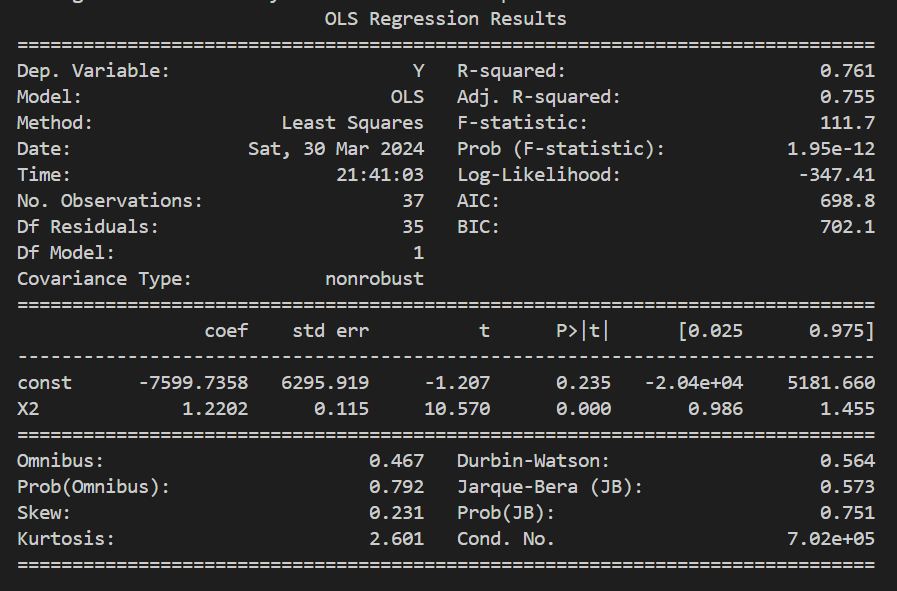 OLS Regression Results
==============================================================================
Dep. Variable:                      Y   R-squared:                       0.761
Model:                            OLS   Adj. R-squared:                  0.755
Method:                 Least Squares   F-statistic:                     111.7
Date:                Sat, 30 Mar 2024   Prob (F-statistic):           1.95e-12
Time:                        21:41:03   Log-Likelihood:                -347.41
No. Observations:                  37   AIC:                             698.8
Df Residuals:                      35   BIC:                             702.1
Df Model:                           1
Covariance Type:            nonrobust
==============================================================================
                 coef    std err          t      P>|t|      [0.025      0.975]
------------------------------------------------------------------------------
const      -7599.7358   6295.919     -1.207      0.235   -2.04e+04    5181.660
X2             1.2202      0.115     10.570      0.000       0.986       1.455
==============================================================================
Omnibus:                        0.467   Durbin-Watson:                   0.564
Prob(Omnibus):                  0.792   Jarque-Bera (JB):                0.573
Skew:                           0.231   Prob(JB):                        0.751
Kurtosis:                       2.601   Cond. No.                     7.02e+05
==============================================================================